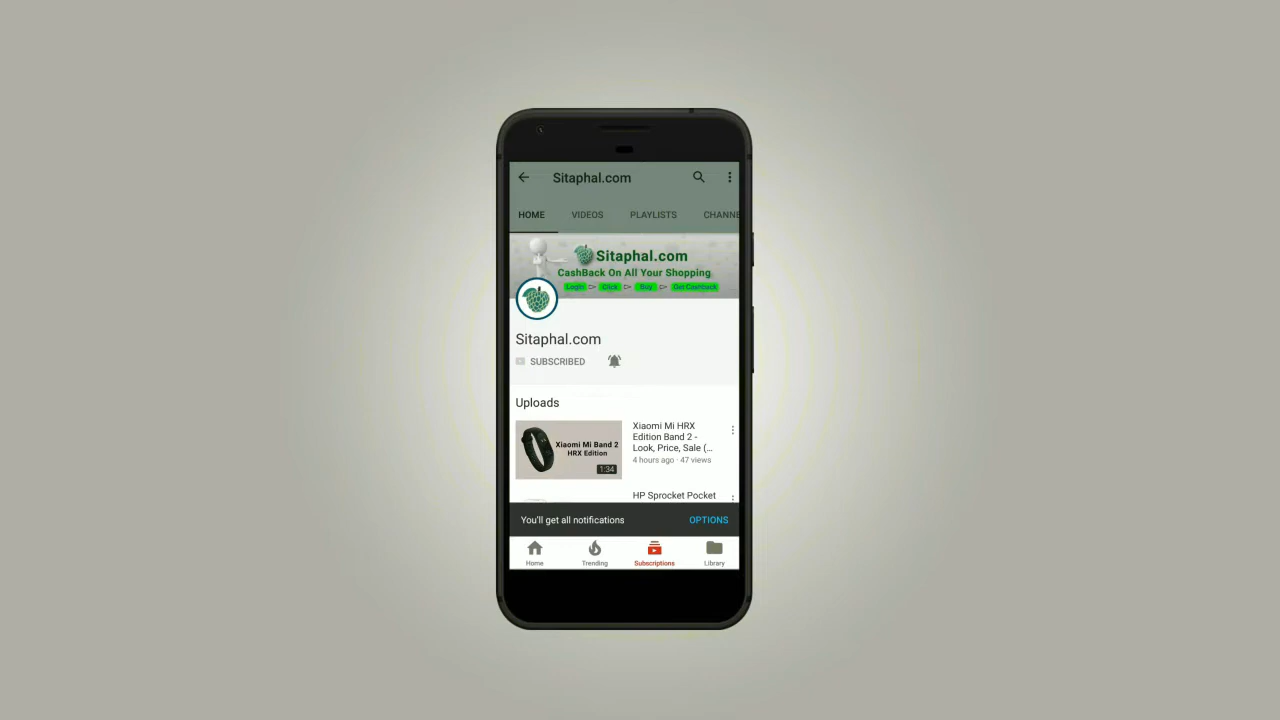 Sitaphal.com
HOME VIDEOS PLAYLISTS CHANNE
Sitaphal.com
CashBack On All Your Shopping
Login Click Buy Get Cashback
Sitaphal.com
SUBSCRIBED
Uploads
Xiaomi Mi Band 2
HRX Edition
1:34
Xiaomi Mi HRX
Edition Band 2 -
Look, Price, Sale (...
4 hours ago · 47 views
HP Sprocket Pocket
You'll get all notifications OPTIONS
Home Trending Subscriptions Library